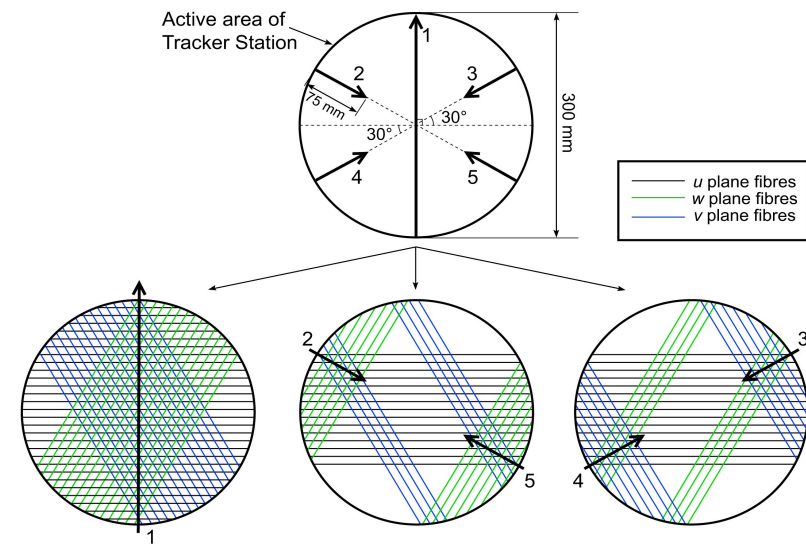 Active area of
Tracker Station
1
2
3
75 mm
30°
30°
300 mm
4
5
u plane fibres
w plane fibres
v plane fibres
2
3
5
4
1